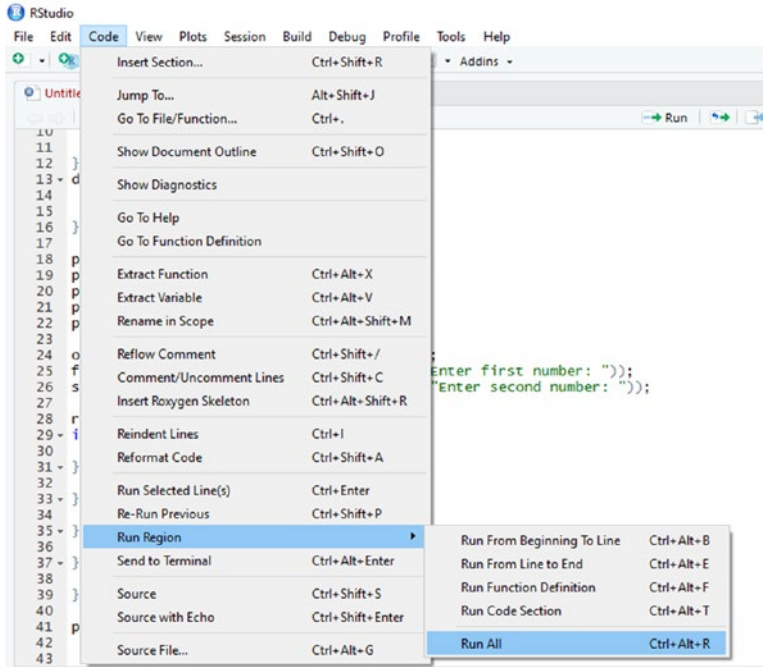 RStudio
File Edit Code View Plots Session Build Debug Profile Tools Help
Addins
Insert Section... Ctrl+Shift+R
Jump To... Alt+Shift+J
Go To File/Function... Ctrl+.
Show Document Outline Ctrl+Shift+O
Show Diagnostics
Go To Help
Go To Function Definition
Extract Function Ctrl+Alt+X
Extract Variable Ctrl+Alt+V
Rename in Scope Ctrl+Alt+Shift+M
Reflow Comment Ctrl+Shift+/
Comment/Uncomment Lines Ctrl+Shift+C
Insert Roxygen Skeleton Ctrl+Alt+Shift+R
Reindent Lines Ctrl+I
Reformat Code Ctrl+Shift+A
Run Selected Line(s) Ctrl+Enter
Re-Run Previous Ctrl+Shift+P
Run Region
Send to Terminal Ctrl+Alt+Enter
Source Ctrl+Shift+S
Source with Echo Ctrl+Shift+Enter
Source File... Ctrl+Alt+G
Run From Beginning To Line Ctrl+Alt+B
Run From Line to End Ctrl+Alt+E
Run Function Definition Ctrl+Alt+F
Run Code Section Ctrl+Alt+T
Run All Ctrl+Alt+R
Untitle
Run
10
11
12 }
13 d
14
15
16 }
17
18 p
19 p
20 p
21 p
22 p
23
24 o ;
25 f Enter first number: "));
26 s "Enter second number: "));
27
28 r
29 i
30
31 }
32
33 }
34
35 }
36
37 }
38
39 }
40
41 p
42
43